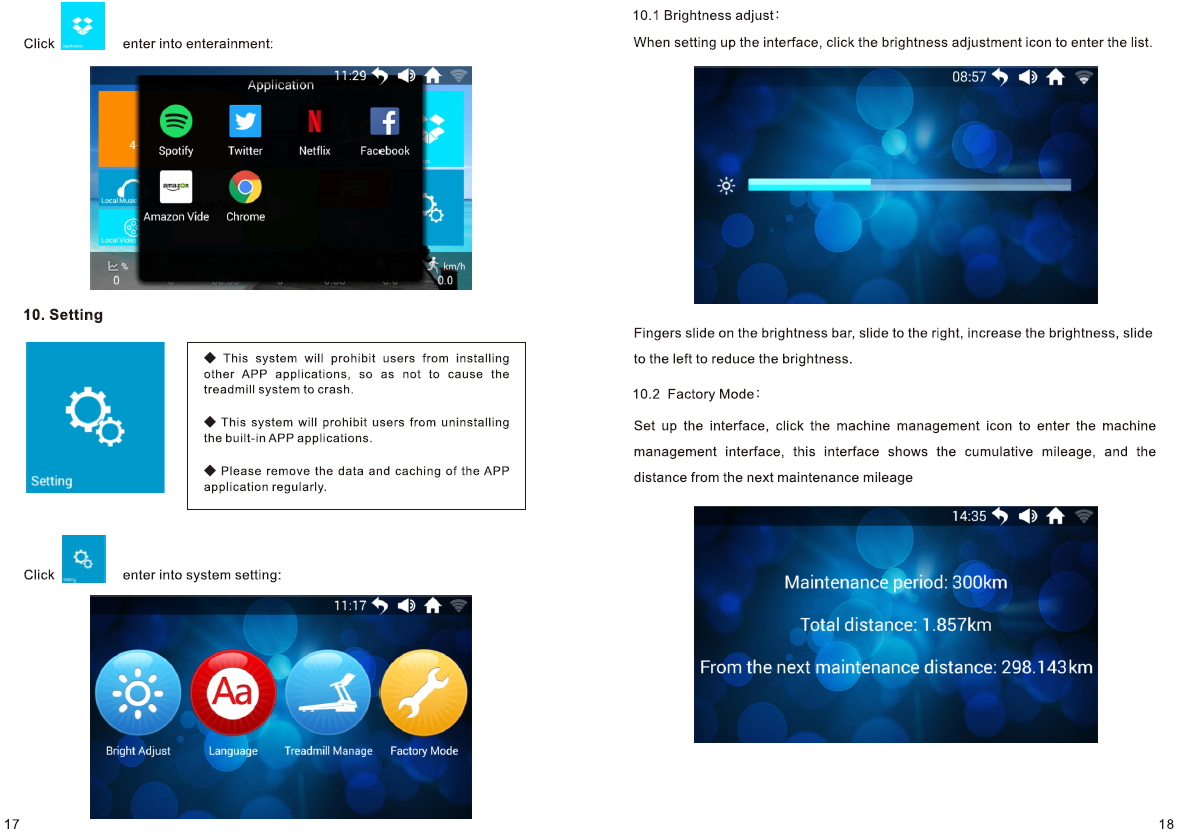 Click Application enter into enterainment:
11:29
Application
4
Spotify Twitter Netflix Facebook
amazon
Amazon Vide Chrome
Local Music
Local Video
% km/h
0 0.0
10. Setting
Setting
◆ This system will prohibit users from installing
other APP applications, so as not to cause the
treadmill system to crash.
◆ This system will prohibit users from uninstalling
the built-in APP applications.
◆ Please remove the data and caching of the APP
application regularly.
Click Setting enter into system setting:
11:17
Aa
Bright Adjust Language Treadmill Manage Factory Mode
17
10.1 Brightness adjust：
When setting up the interface, click the brightness adjustment icon to enter the list.
08:57
Fingers slide on the brightness bar, slide to the right, increase the brightness, slide
to the left to reduce the brightness.
10.2 Factory Mode：
Set up the interface, click the machine management icon to enter the machine
management interface, this interface shows the cumulative mileage, and the
distance from the next maintenance mileage
14:35
Maintenance period: 300km
Total distance: 1.857km
From the next maintenance distance: 298.143km
18